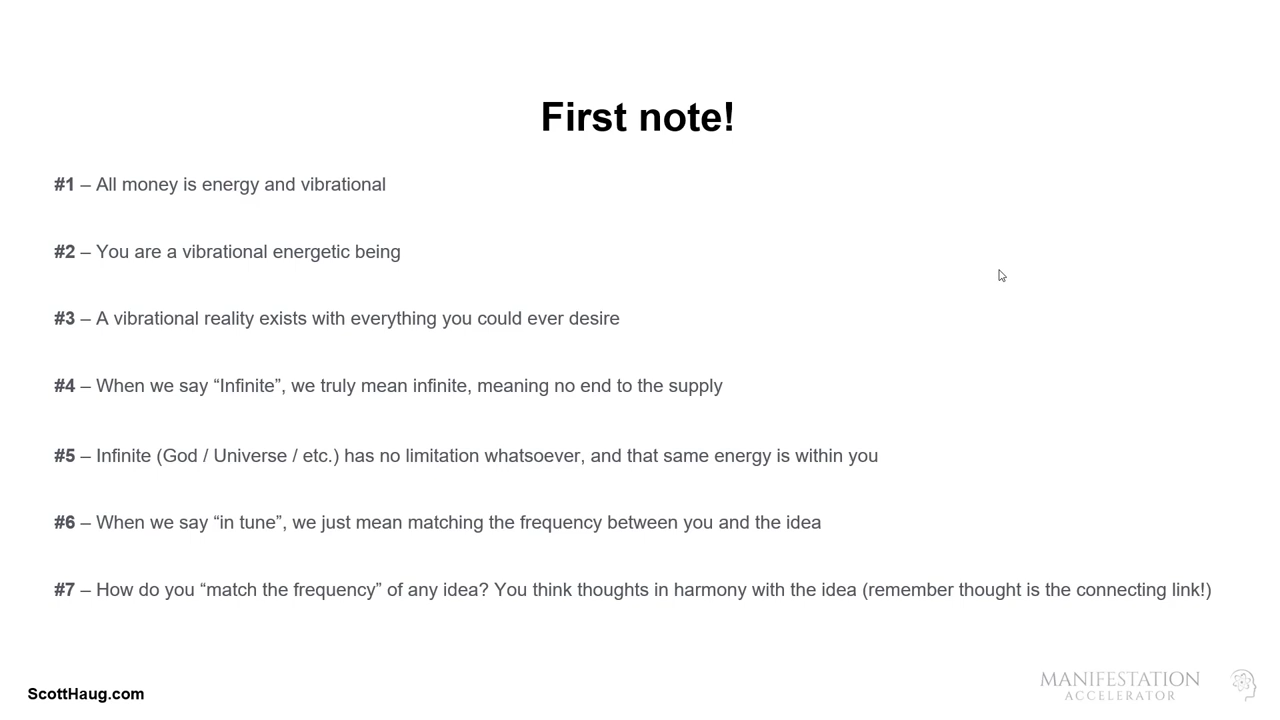 First note!
#1 – All money is energy and vibrational
#2 – You are a vibrational energetic being
#3 – A vibrational reality exists with everything you could ever desire
#4 – When we say “Infinite”, we truly mean infinite, meaning no end to the supply
#5 – Infinite (God / Universe / etc.) has no limitation whatsoever, and that same energy is within you
#6 – When we say “in tune”, we just mean matching the frequency between you and the idea
#7 – How do you “match the frequency” of any idea? You think thoughts in harmony with the idea (remember thought is the connecting link!)
ScottHaug.com
MANIFESTATION
ACCELERATOR